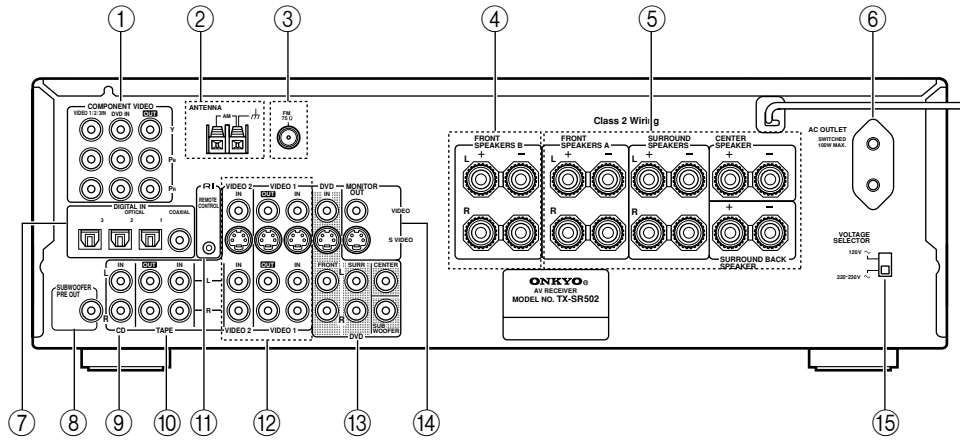 ① ② ③ ④ ⑤ ⑥
COMPONENT VIDEO
VIDEO 1/2/3IN DVD IN OUT
Y
PB
PR
ANTENNA
AM
FM
75 Ω
Class 2 Wiring
FRONT
SPEAKERS B
FRONT
SPEAKERS A
SURROUND
SPEAKERS
CENTER
SPEAKER
+ − + − + − + −
L L L
R R R
+ −
SURROUND BACK
SPEAKER
AC OUTLET
SWITCHED
100W MAX.
VOLTAGE
SELECTOR
120V ~
220-230V ~
DIGITAL IN
OPTICAL COAXIAL
3 2 1
RI
REMOTE
CONTROL
VIDEO 2 VIDEO 1 DVD MONITOR
OUT
IN OUT IN IN
VIDEO
S VIDEO
IN OUT IN
L
R
CD TAPE
L
R
IN OUT IN
VIDEO 2 VIDEO 1
FRONT SURR CENTER
L
R
SUB
WOOFER
DVD
SUBWOOFER
PRE OUT
ONKYO®
AV RECEIVER
MODEL NO. TX-SR502
⑦ ⑧ ⑨ ⑩ ⑪ ⑫ ⑬ ⑭ ⑮